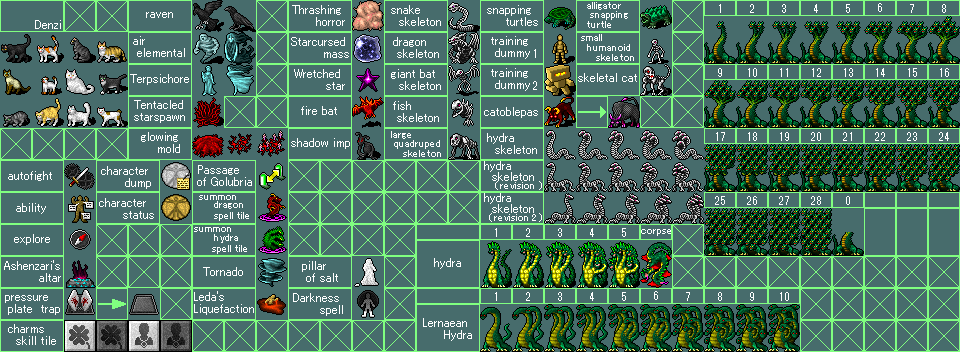 Denzi
raven
air
elemental
Terpsichore
Tentacled
starspawn
glowing
mold
Thrashing
horror
Starcursed
mass
Wretched
star
fire bat
shadow imp
snake
skeleton
dragon
skeleton
giant bat
skeleton
fish
skeleton
large
quadruped
skeleton
snapping
turtles
training
dummy 1
training
dummy 2
catoblepas
alligator
snapping
turtle
small
humanoid
skeleton
skeletal cat
hydra
skeleton
hydra
skeleton
(revision)
hydra
skeleton
(revision 2)
1 2 3 4 5 6 7 8
9 10 11 12 13 14 15 16
17 18 19 20 21 22 23 24
25 26 27 28 0
autofight
ability
explore
Ashenzari's
altar
pressure
plate trap
charms
skill tile
character
dump
character
status
Passage
of Golubria
summon
dragon
spell tile
summon
hydra
spell tile
Tornado
Leda's
Liquefaction
pillar
of salt
Darkness
spell
hydra
1 2 3 4 5 corpse
Lernaean
Hydra
1 2 3 4 5 6 7 8 9 10